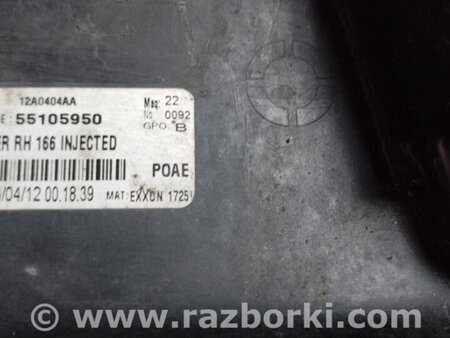 12A0404AA
E: 55105950
ER RH 166 INJECTED
POAE
/04/12 00.18.39
MAT: EXXON 1725
Maq: 22
No: 0092
GPO: B
www.razborki.com